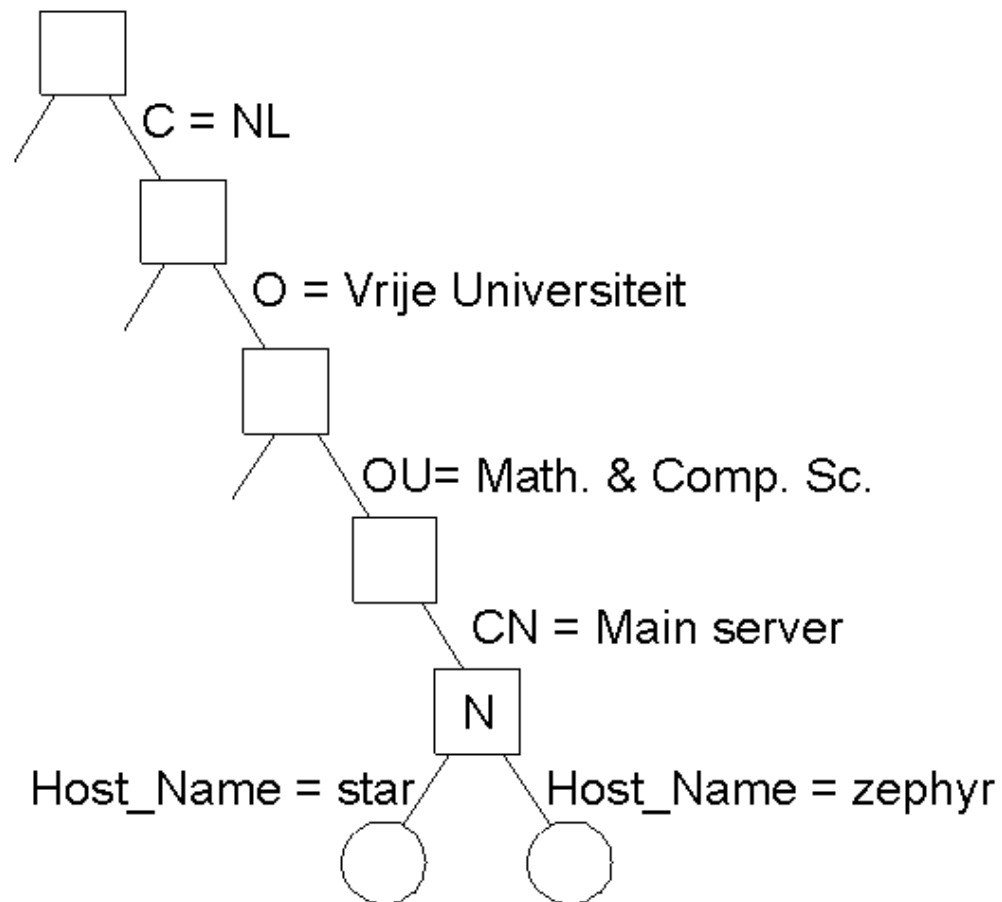 C = NL
O = Vrije Universiteit
OU= Math. & Comp. Sc.
CN = Main server
N
Host_Name = star
Host_Name = zephyr